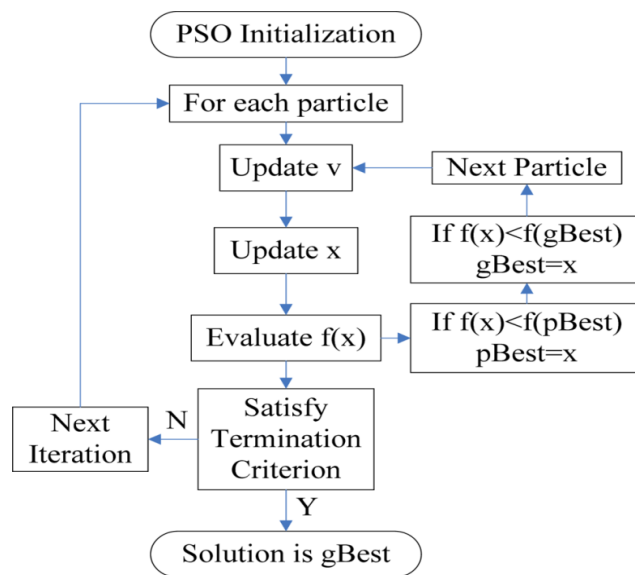 PSO Initialization
For each particle
Update v
Next Particle
If f(x)<f(gBest)
gBest=x
Update x
If f(x)<f(pBest)
pBest=x
Evaluate f(x)
Satisfy
Termination
Criterion
N
Next
Iteration
Y
Solution is gBest